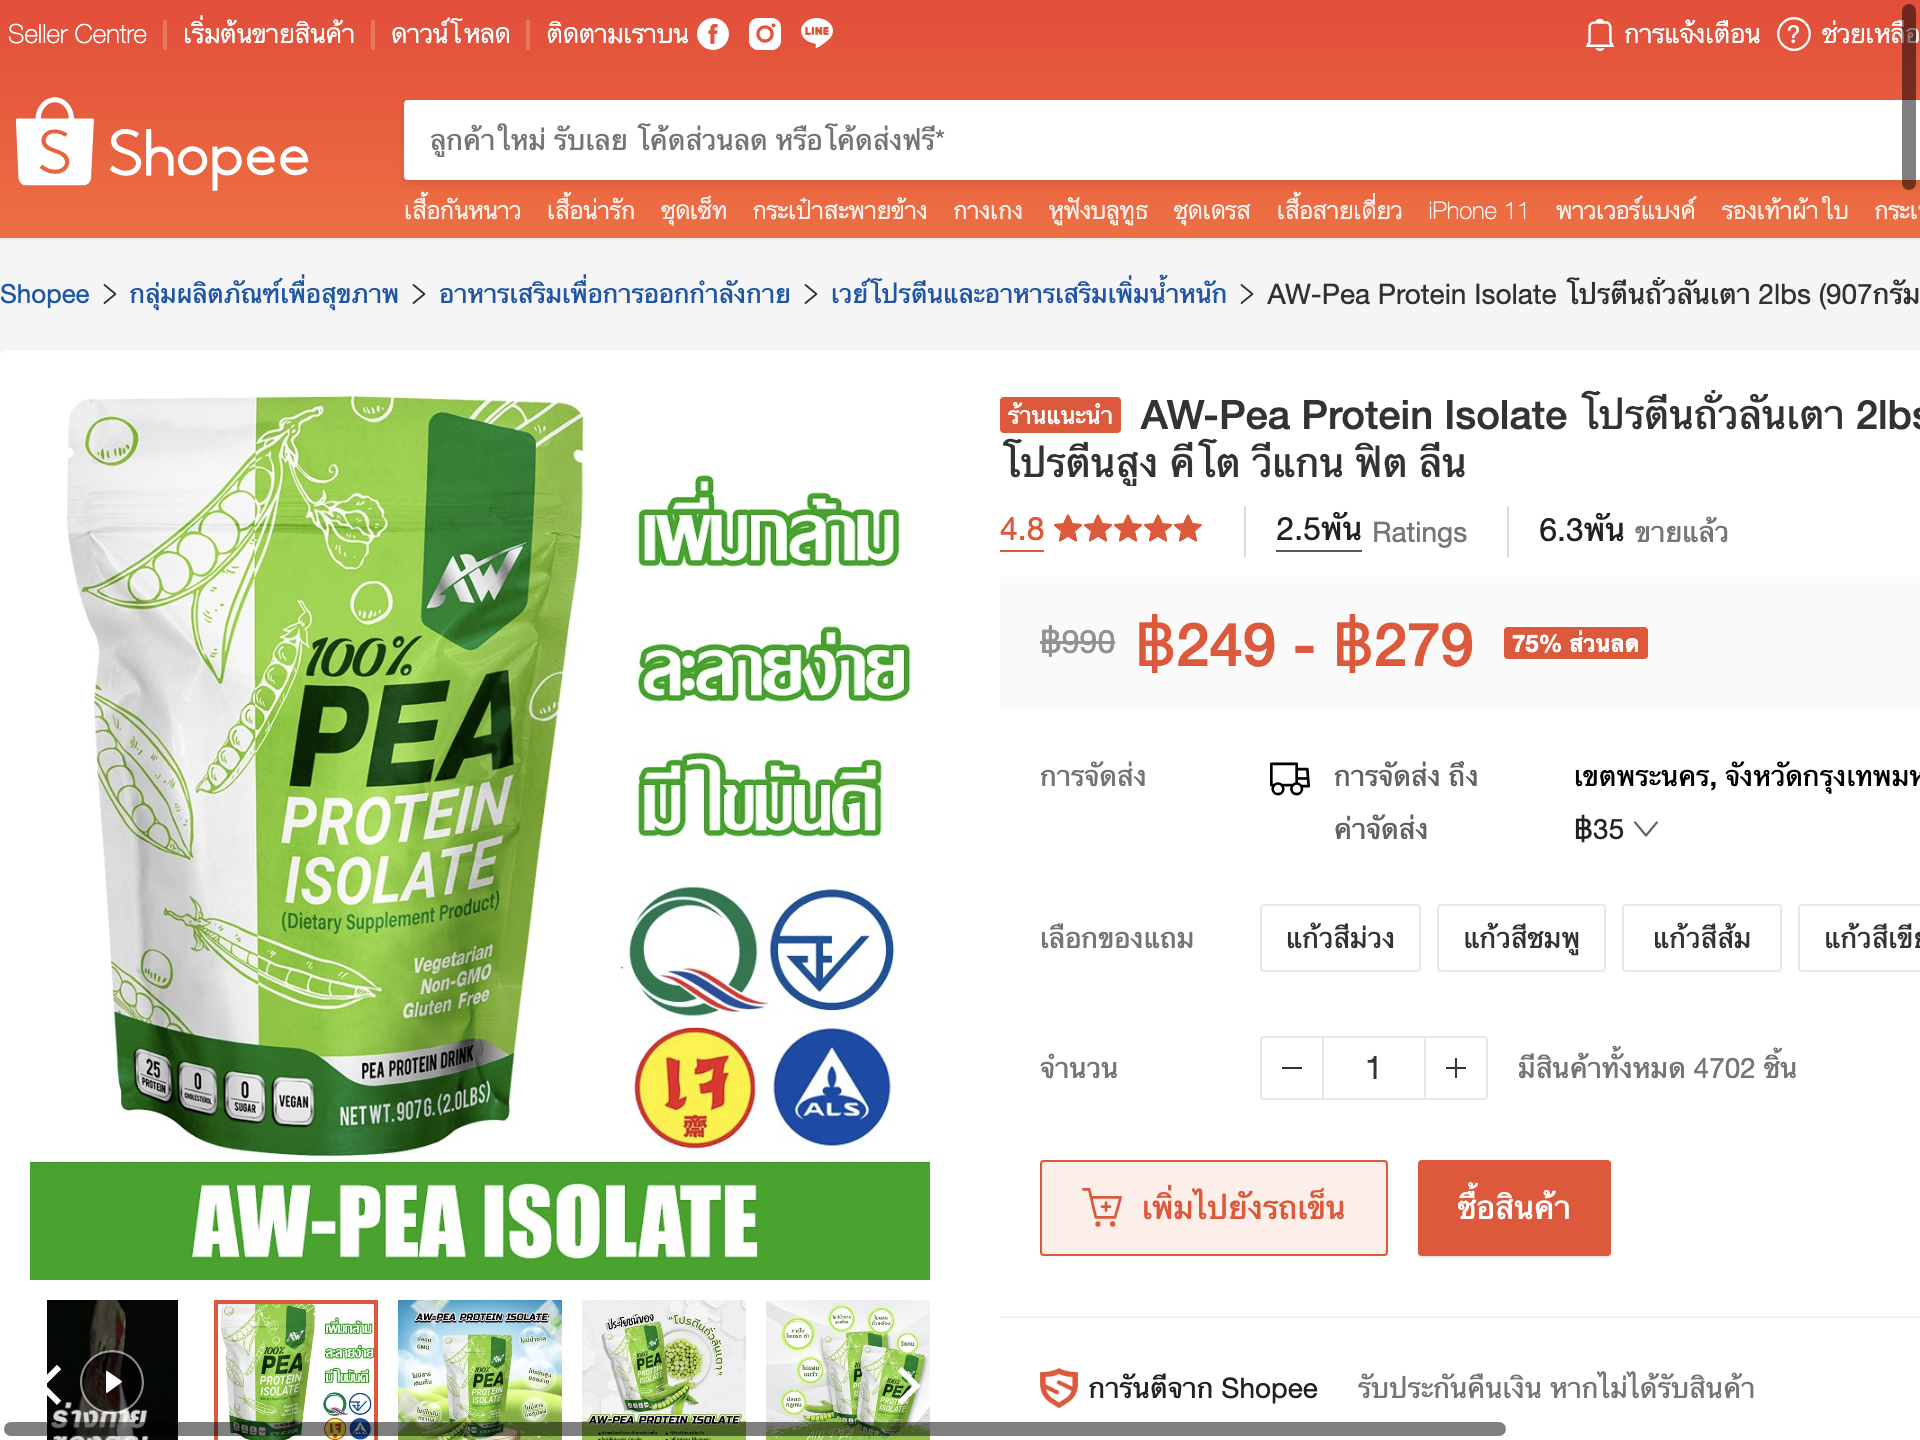 Seller Centre เริ่มต้นขายสินค้า ดาวน์โหลด ติดตามเราบน LINE การแจ้งเตือน ช่วยเหลือ
Shopee
ลูกค้าใหม่ รับเลย โค้ดส่วนลด หรือโค้ดส่งฟรี*
เสื้อกันหนาว เสื้อน่ารัก ชุดเซ็ท กระเป๋าสะพายข้าง กางเกง หูฟังบลูทูธ ชุดเดรส เสื้อสายเดี่ยว iPhone 11 พาวเวอร์แบงค์ รองเท้าผ้าใบ
Shopee > กลุ่มผลิตภัณฑ์เพื่อสุขภาพ > อาหารเสริมเพื่อการออกกำลังกาย > เวย์โปรตีนและอาหารเสริมเพิ่มน้ำหนัก > AW-Pea Protein Isolate โปรตีนถั่วลันเตา 2lbs (907กรัม
AW
100%
PEA
PROTEIN
ISOLATE
(Dietary Supplement Product)
Vegetarian
Non-GMO
Gluten Free
25 PROTEIN
0 CHOLESTEROL
0 SUGAR
VEGAN
PEA PROTEIN DRINK
NET WT. 907G. (2.0LBS)
เพิ่มกล้าม
ละลายง่าย
มีไขมันดี
เจ
齋
ALS
AW-PEA ISOLATE
ร้านแนะนำ AW-Pea Protein Isolate โปรตีนถั่วลันเตา 2lbs
โปรตีนสูง คีโต วีแกน ฟิต ลีน
4.8 2.5พัน Ratings 6.3พัน ขายแล้ว
฿990 ฿249 - ฿279 75% ส่วนลด
การจัดส่ง การจัดส่ง ถึง เขตพระนคร, จังหวัดกรุงเทพมห
ค่าจัดส่ง ฿35
เลือกของแถม แก้วสีม่วง แก้วสีชมพู แก้วสีส้ม แก้วสีเขีย
จำนวน 1 มีสินค้าทั้งหมด 4702 ชิ้น
เพิ่มไปยังรถเข็น ซื้อสินค้า
การันตีจาก Shopee รับประกันคืนเงิน หากไม่ได้รับสินค้า
ร่างกาย
100%
PEA
PROTEIN
ISOLATE
เพิ่มกล้าม
ละลายง่าย
มีไขมันดี
AW-PEA PROTEIN ISOLATE
PEA
ประโยชน์ของ
"โปรตีนถั่วลันเตา"
PEA
AW-PEA PROTEIN ISOLATE
PEA